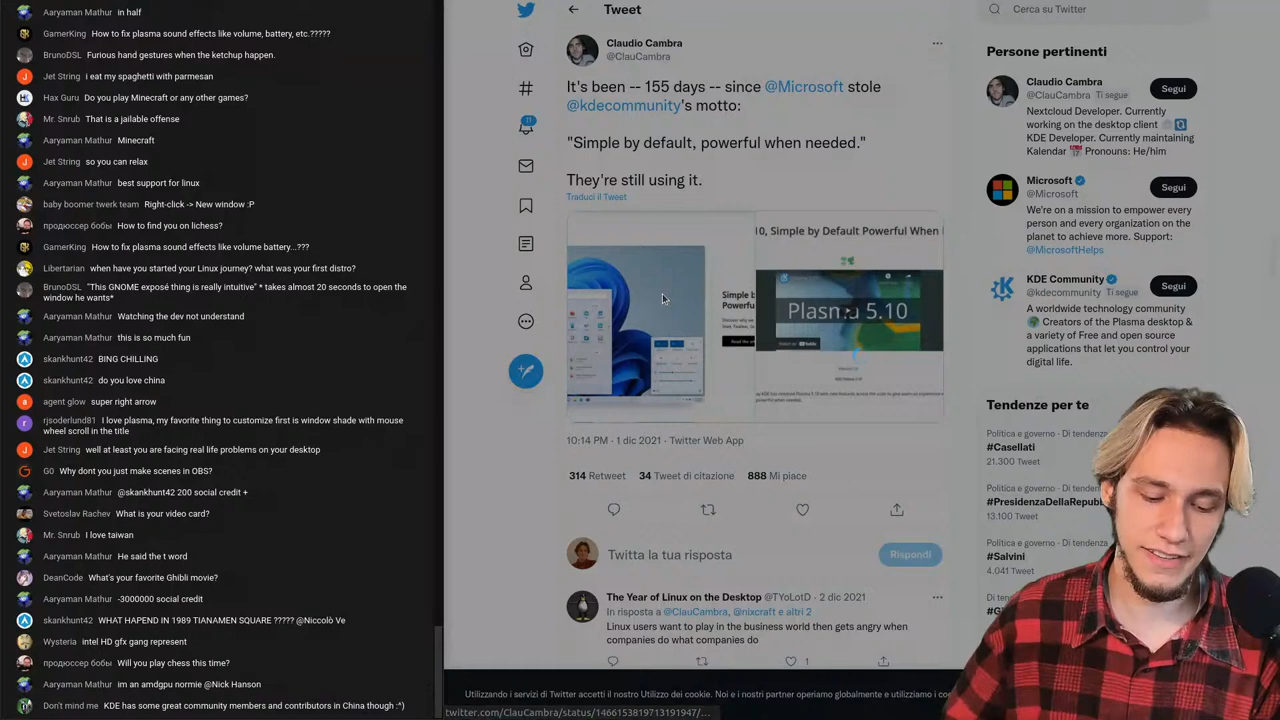 Aaryaman Mathur in half
GamerKing How to fix plasma sound effects like volume, battery, etc.?????
BrunoDSL Furious hand gestures when the ketchup happen.
Jet String i eat my spaghetti with parmesan
Hax Guru Do you play Minecraft or any other games?
Mr. Snrub That is a jailable offense
Aaryaman Mathur Minecraft
Jet String so you can relax
Aaryaman Mathur best support for linux
baby boomer twerk team Right-click -> New window :P
продюссер бобы How to find you on lichess?
GamerKing How to fix plasma sound effects like volume battery...???
Libertarian when have you started your Linux journey? what was your first distro?
BrunoDSL "This GNOME exposé thing is really intuitive" * takes almost 20 seconds to open the
window he wants*
Aaryaman Mathur Watching the dev not understand
Aaryaman Mathur this is so much fun
skankhunt42 BING CHILLING
skankhunt42 do you love china
agent glow super right arrow
rjsoderlund81 I love plasma, my favorite thing to customize first is window shade with mouse
wheel scroll in the title
Jet String well at least you are facing real life problems on your desktop
G0 Why dont you just make scenes in OBS?
Aaryaman Mathur @skankhunt42 200 social credit +
Svetoslav Rachev What is your video card?
Mr. Snrub I love taiwan
Aaryaman Mathur He said the t word
DeanCode What's your favorite Ghibli movie?
Aaryaman Mathur -3000000 social credit
skankhunt42 WHAT HAPEND IN 1989 TIANAMEN SQUARE ????? @Niccolò Ve
Wysteria intel HD gfx gang represent
продюссер бобы Will you play chess this time?
Aaryaman Mathur im an amdgpu normie @Nick Hanson
Don't mind me KDE has some great community members and contributors in China though :^)
Tweet
Claudio Cambra
@ClauCambra
It's been -- 155 days -- since @Microsoft stole
@kdecommunity's motto:
"Simple by default, powerful when needed."
They're still using it.
Traduci il Tweet
Simple b
Powerfu
10, Simple by Default Powerful When
Plasma 5.10
10:14 PM · 1 dic 2021 · Twitter Web App
314 Retweet 34 Tweet di citazione 888 Mi piace
Twitta la tua risposta
Rispondi
The Year of Linux on the Desktop @TYoLotD · 2 dic 2021
In risposta a @ClauCambra, @nixcraft e altri 2
Linux users want to play in the business world then gets angry when
companies do what companies do
1
Utilizzando i servizi di Twitter accetti il nostro Utilizzo dei cookie. Noi e i nostri partner operiamo globalmente e utilizziamo i co
twitter.com/ClauCambra/status/1466153819713191947/...
11
Cerca su Twitter
Persone pertinenti
Claudio Cambra
@ClauCambra Ti segue
Segui
Nextcloud Developer. Currently
working on the desktop client
KDE Developer. Currently maintaining
Kalendar Pronouns: He/him
Microsoft
@Microsoft
Segui
We're on a mission to empower every
person and every organization on the
planet to achieve more. Support:
@MicrosoftHelps
KDE Community
@kdecommunity Ti segue
Segui
A worldwide technology community
Creators of the Plasma desktop &
a variety of Free and open source
applications that let you control your
digital life.
Tendenze per te
Politica e governo · Di tendenza
#Casellati
21.300 Tweet
Politica e governo · Di tendenz
#PresidenzaDellaRepubb
13.100 Tweet
Politica e governo · Di tendenza
#Salvini
4.041 Tweet
Politica e governo · Di ten